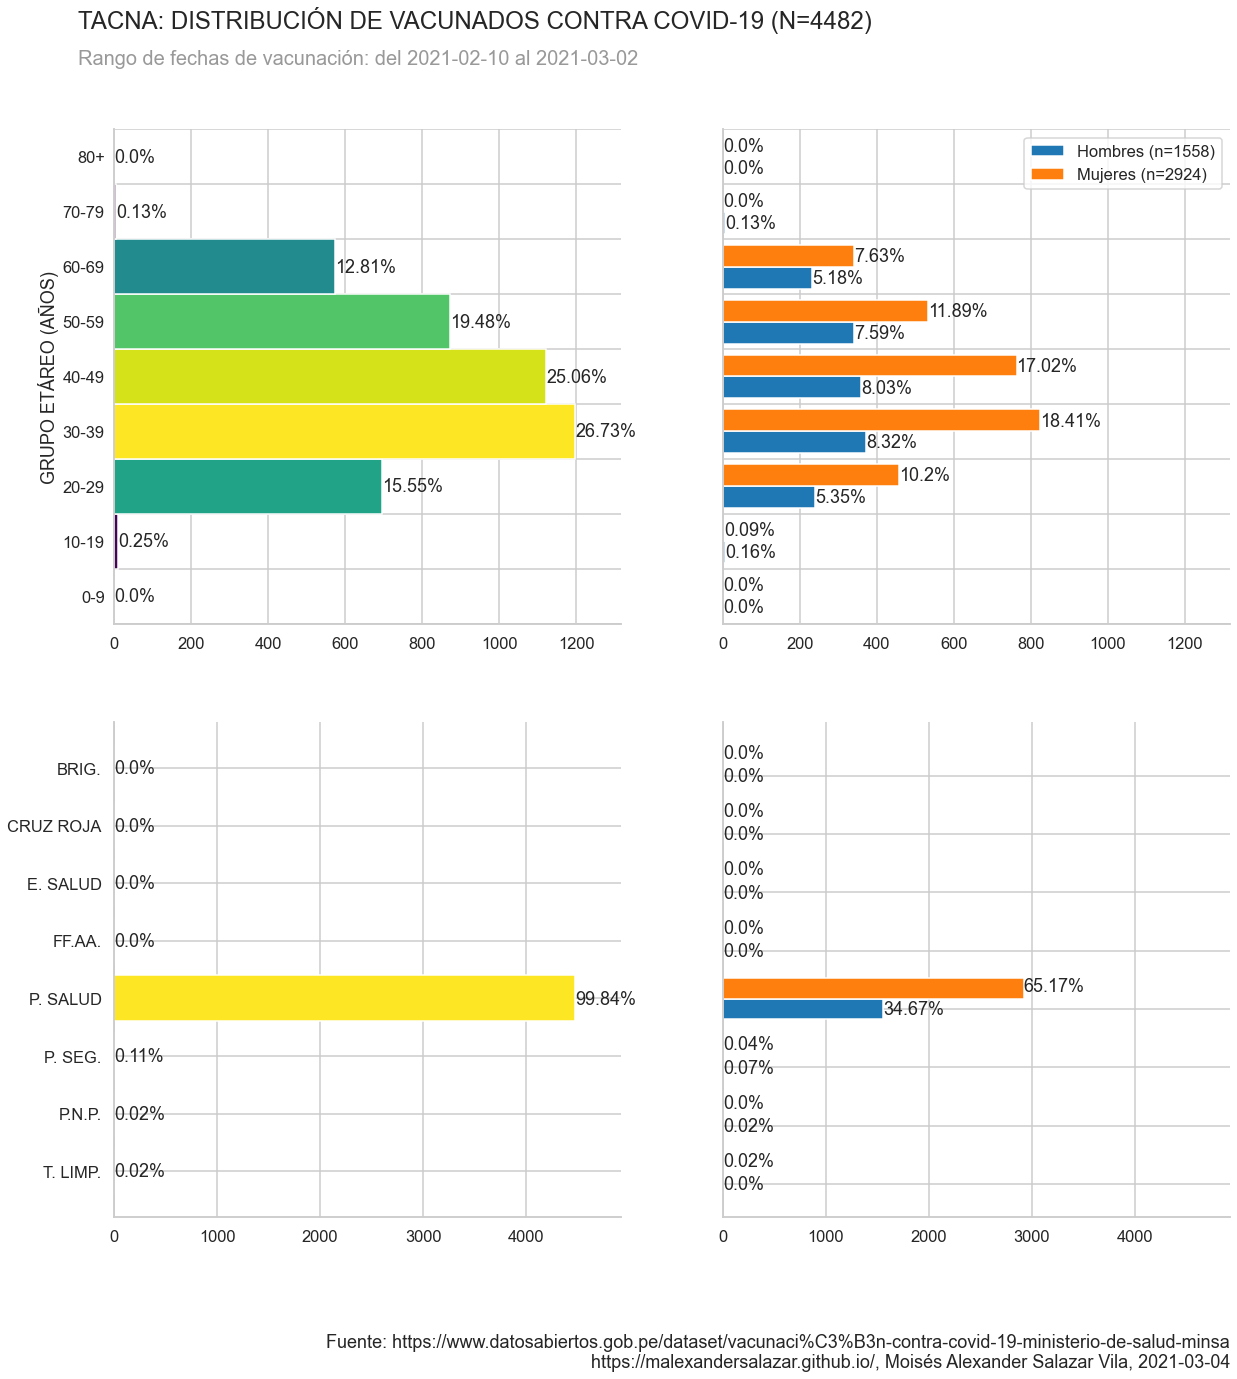 TACNA: DISTRIBUCIÓN DE VACUNADOS CONTRA COVID-19 (N=4482)
Rango de fechas de vacunación: del 2021-02-10 al 2021-03-02
GRUPO ETÁREO (AÑOS)
80+ 0.0%
70-79 0.13%
60-69 12.81%
50-59 19.48%
40-49 25.06%
30-39 26.73%
20-29 15.55%
10-19 0.25%
0-9 0.0%
0 200 400 600 800 1000 1200
Hombres (n=1558)
Mujeres (n=2924)
0.0%
0.0%
0.0%
0.13%
7.63%
5.18%
11.89%
7.59%
17.02%
8.03%
18.41%
8.32%
10.2%
5.35%
0.09%
0.16%
0.0%
0.0%
0 200 400 600 800 1000 1200
BRIG. 0.0%
CRUZ ROJA 0.0%
E. SALUD 0.0%
FF.AA. 0.0%
P. SALUD 99.84%
P. SEG. 0.11%
P.N.P. 0.02%
T. LIMP. 0.02%
0 1000 2000 3000 4000
0.0%
0.0%
0.0%
0.0%
0.0%
0.0%
0.0%
0.0%
65.17%
34.67%
0.04%
0.07%
0.0%
0.02%
0.02%
0.0%
0 1000 2000 3000 4000
Fuente: https://www.datosabiertos.gob.pe/dataset/vacunaci%C3%B3n-contra-covid-19-ministerio-de-salud-minsa
https://malexandersalazar.github.io/, Moisés Alexander Salazar Vila, 2021-03-04